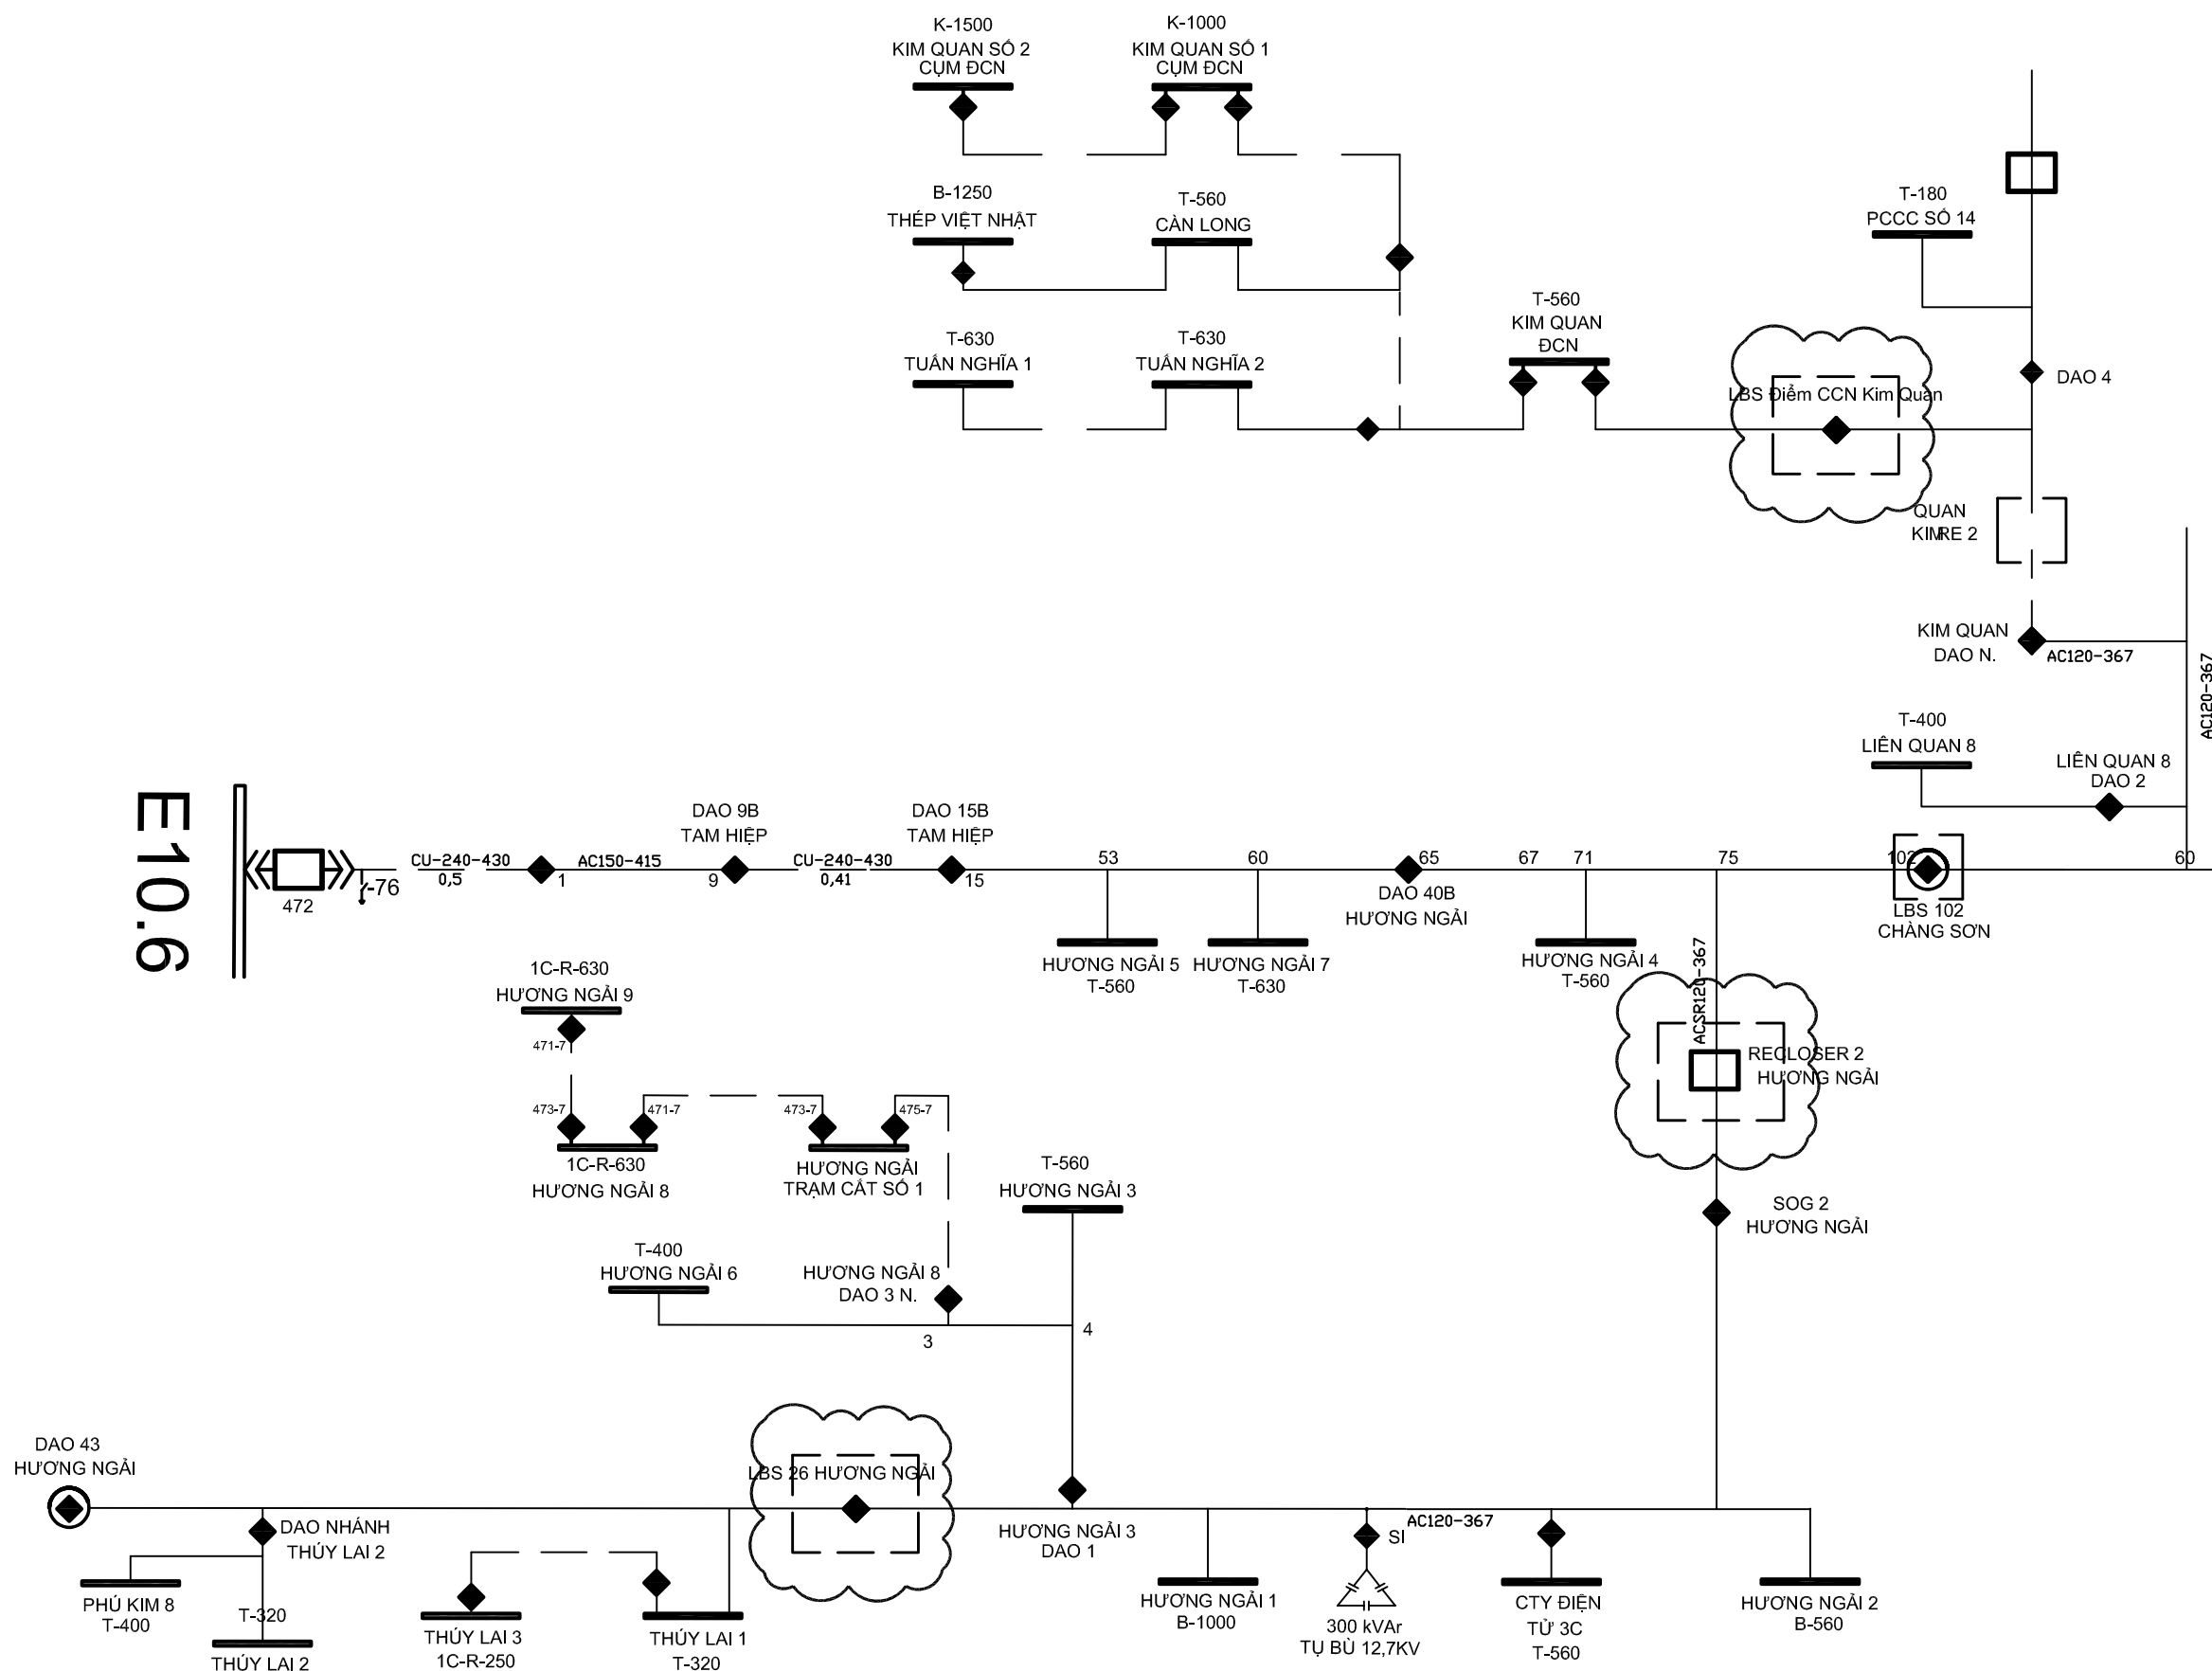 K-1500
KIM QUAN SỐ 2
CỤM ĐCN
K-1000
KIM QUAN SỐ 1
CỤM ĐCN
B-1250
THÉP VIỆT NHẬT
T-560
CÀN LONG
T-180
PCCC SỐ 14
T-630
TUẤN NGHĨA 1
T-630
TUẤN NGHĨA 2
T-560
KIM QUAN
ĐCN
LBS Điểm CCN Kim Quan
DAO 4
QUAN
KIM RE 2
KIM QUAN
DAO N.
AC120-367
AC120-367
T-400
LIÊN QUAN 8
LIÊN QUAN 8
DAO 2
E10.6
472
-76
CU-240-430
0,5
1
AC150-415
9
DAO 9B
TAM HIỆP
CU-240-430
0,41
DAO 15B
TAM HIỆP
15
53
60
65
67
71
75
102
60
DAO 40B
HƯƠNG NGẢI
LBS 102
CHÀNG SƠN
HƯƠNG NGẢI 5
T-560
HƯƠNG NGẢI 7
T-630
HƯƠNG NGẢI 4
T-560
ACSR120-367
RECLOSER 2
HƯƠNG NGẢI
1C-R-630
HƯƠNG NGẢI 9
471-7
473-7
471-7
473-7
475-7
1C-R-630
HƯƠNG NGẢI 8
HƯƠNG NGẢI
TRẠM CẮT SỐ 1
T-560
HƯƠNG NGẢI 3
SOG 2
HƯƠNG NGẢI
T-400
HƯƠNG NGẢI 6
HƯƠNG NGẢI 8
DAO 3 N.
3
4
DAO 43
HƯƠNG NGẢI
LBS 26 HƯƠNG NGẢI
DAO NHÁNH
THÚY LAI 2
HƯƠNG NGẢI 3
DAO 1
SI
AC120-367
PHÚ KIM 8
T-400
T-320
THÚY LAI 2
THÚY LAI 3
1C-R-250
THÚY LAI 1
T-320
HƯƠNG NGẢI 1
B-1000
300 kVAr
TỤ BÙ 12,7KV
CTY ĐIỆN
TỬ 3C
T-560
HƯƠNG NGẢI 2
B-560